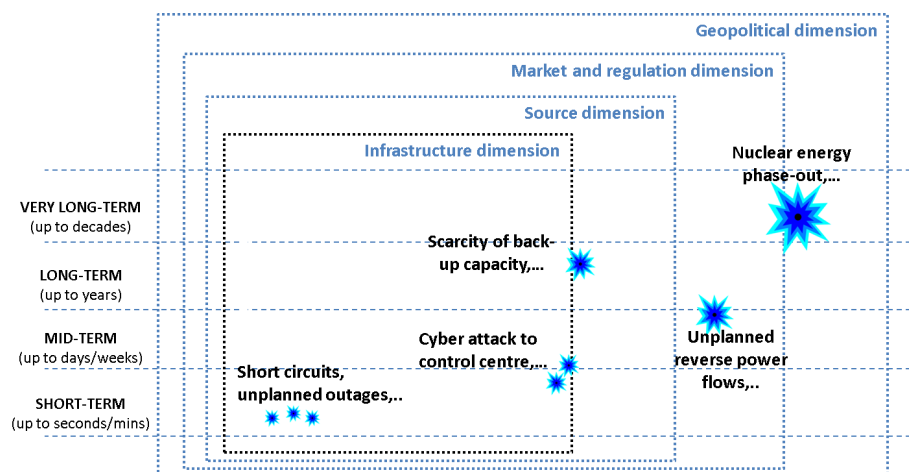 Geopolitical dimension
Market and regulation dimension
Source dimension
Infrastructure dimension
Nuclear energy
phase-out,...
VERY LONG-TERM
(up to decades)
Scarcity of back-
up capacity,...
LONG-TERM
(up to years)
MID-TERM
(up to days/weeks)
Cyber attack to
control centre,...
Unplanned
reverse power
flows,..
Short circuits,
unplanned outages,..
SHORT-TERM
(up to seconds/mins)